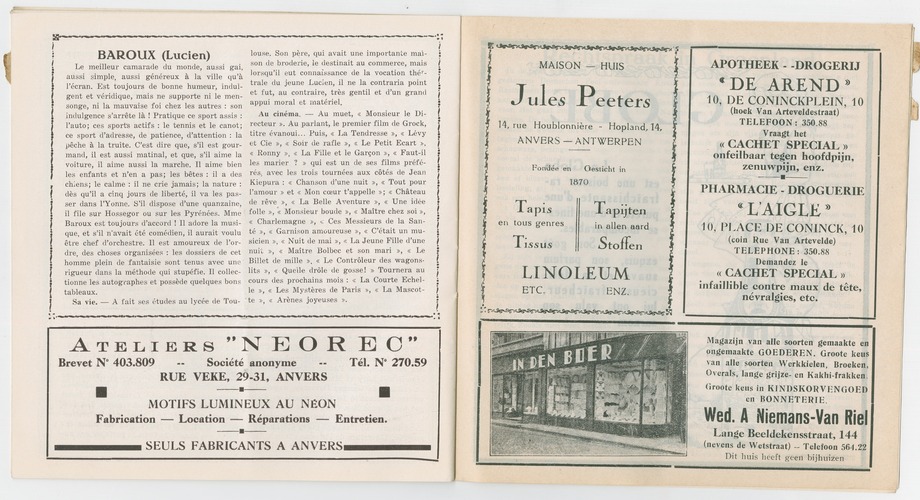 BAROUX (Lucien)
Le meilleur camarade du monde, aussi gai,
aussi simple, aussi généreux à la ville qu'à
l'écran. Est toujours de bonne humeur, indul-
gent et véridique, mais ne supporte ni le men-
songe, ni la mauvaise foi chez les autres : son
indulgence s'arrête là ! Pratique ce sport assis :
l'auto; ces sports actifs : le tennis et le canot;
ce sport d'adresse, de patience, d'attention : la
pêche à la truite. C'est dire que, s'il est gour-
mand, il est aussi matinal, et que, s'il aime la
voiture, il aime aussi la marche. Il aime bien
les enfants et n'en a pas; les bêtes : il a des
chiens; le calme : il ne crie jamais; la nature :
dès qu'il a cinq jours de liberté, il va les pas-
ser dans l'Yonne. S'il dispose d'une quanzaine,
il file sur Hossegor ou sur les Pyrénées. Mme
Baroux est toujours d'accord ! Il adore la musi-
que, et s'il n'avait été comédien, il aurait voulu
être chef d'orchestre. Il est amoureux de l'or-
dre, des choses organisées : les dossiers de cet
homme plein de fantaisie sont tenus avec une
rigueur dans la méthode qui stupéfie. Il collec-
tionne les autographes et possède quelques bons
tableaux.
Sa vie. — A fait ses études au lycée de Tou-
louse. Son père, qui avait une importante mai-
son de broderie, le destinait au commerce, mais
lorsqu'il eut connaissance de la vocation théâ-
trale du jeune Lucien, il ne la contraria point
et fut, au contraire, très gentil et d'un grand
appui moral et matériel.
Au cinéma. — Au muet, « Monsieur le Di-
recteur ». Au parlant, le premier film de Grock,
titre évanoui... Puis, « La Tendresse », « Lévy
et Cie », « Soir de rafle », « Le Petit Ecart »,
« Ronny », « La Fille et le Garçon », « Faut-il
les marier ? » qui est un de ses films préfé-
rés, avec les trois tournées aux côtés de Jean
Kiepura : « Chanson d'une nuit », « Tout pour
l'amour » et « Mon cœur t'appelle »; « Château
de rêve », « La Belle Aventure », « Une idée
folle », « Monsieur boude », « Maître chez soi »,
« Charlemagne », « Ces Messieurs de la San-
té », « Garnison amoureuse », « C'était un mu-
sicien », « Nuit de mai », « La Jeune Fille d'une
nuit », « Maître Bolbec et son mari », « Le
Billet de mille », « Le Contrôleur des wagons-
lits », « Quelle drôle de gosse! » Tournera au
cours des prochains mois : « La Courte Echel-
le », « Les Mystères de Paris », « La Mascot-
te », « Arènes joyeuses ».
ATELIERS "NEOREC"
Brevet N° 403.809 -- Société anonyme -- Tél. N° 270.59
RUE VEKE, 29-31, ANVERS
MOTIFS LUMINEUX AU NÉON
Fabrication — Location — Réparations — Entretien.
SEULS FABRICANTS A ANVERS
MAISON — HUIS
Jules Peeters
14, rue Houblonnière - Hopland, 14,
ANVERS — ANTWERPEN
Fondée en Gesticht in
1870
Tapis Tapijten
en tous genres in allen aard
Tissus Stoffen
LINOLEUM
ETC. ENZ.
APOTHEEK - - DROGERIJ
“ DE AREND ”
10, DE CONINCKPLEIN, 10
(hoek Van Arteveldestraat)
TELEFOON: 350.88
Vraagt het
« CACHET SPECIAL »
onfeilbaar tegen hoofdpijn,
zenuwpijn, enz.
PHARMACIE - DROGUERIE
“ L'AIGLE ”
10, PLACE DE CONINCK, 10
(coin Rue Van Artevelde)
TELEPHONE: 350.88
Demandez le
« CACHET SPECIAL »
infaillible contre maux de tête,
névralgies, etc.
IN DEN BOER
Magazijn van alle soorten gemaakte en
ongemaakte GOEDEREN. Groote keus
van alle soorten Werkkielen, Broeken,
Overals, lange grijze- en Kakhi-frakken.
Groote keus in KINDSKORVENGOED
en BONNETERIE.
Wed. A Niemans-Van Riel
Lange Beeldekensstraat, 144
(nevens de Wetstraat) -- Telefoon 564.22
Dit huis heeft geen bijhuizen